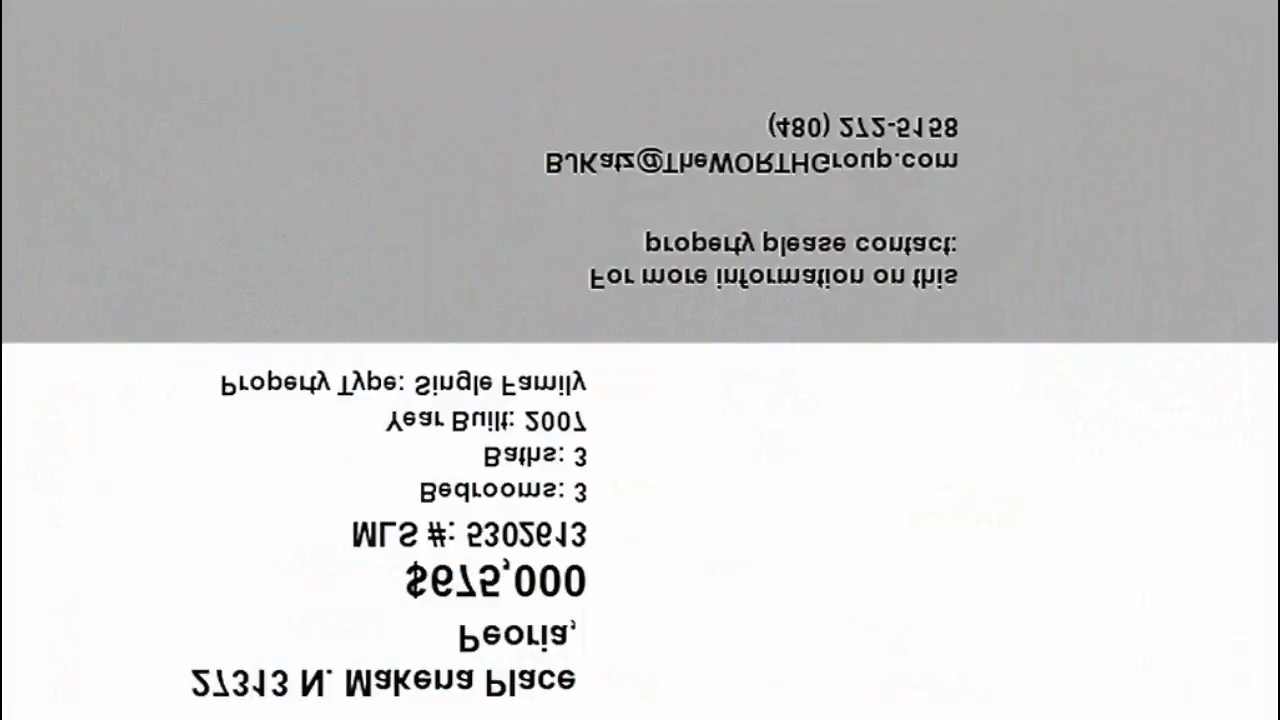 27313 N. Makena Place
Peoria,
$675,000
MLS #: 5302613
Bedrooms: 3
Baths: 3
Year Built: 2007
Property Type: Single Family
For more information on this
property please contact:
BJKatz@TheWORTHGroup.com
(480) 272-5158